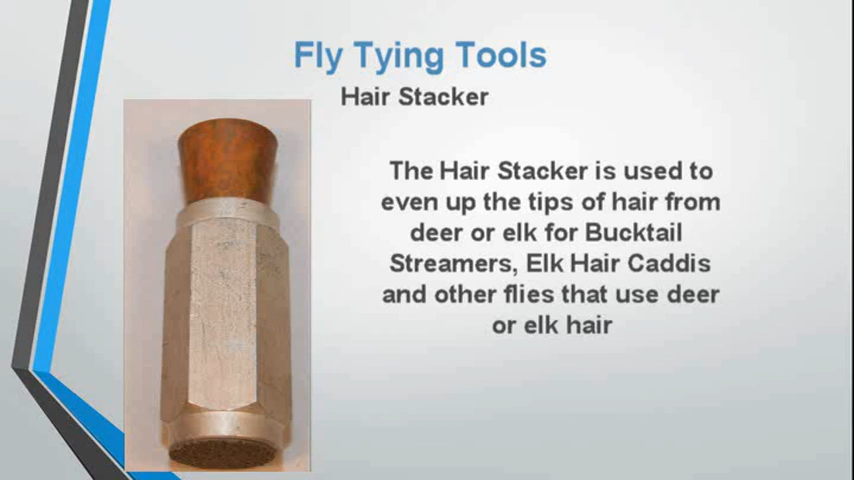 Fly Tying Tools
Hair Stacker
The Hair Stacker is used to
even up the tips of hair from
deer or elk for Bucktail
Streamers, Elk Hair Caddis
and other flies that use deer
or elk hair